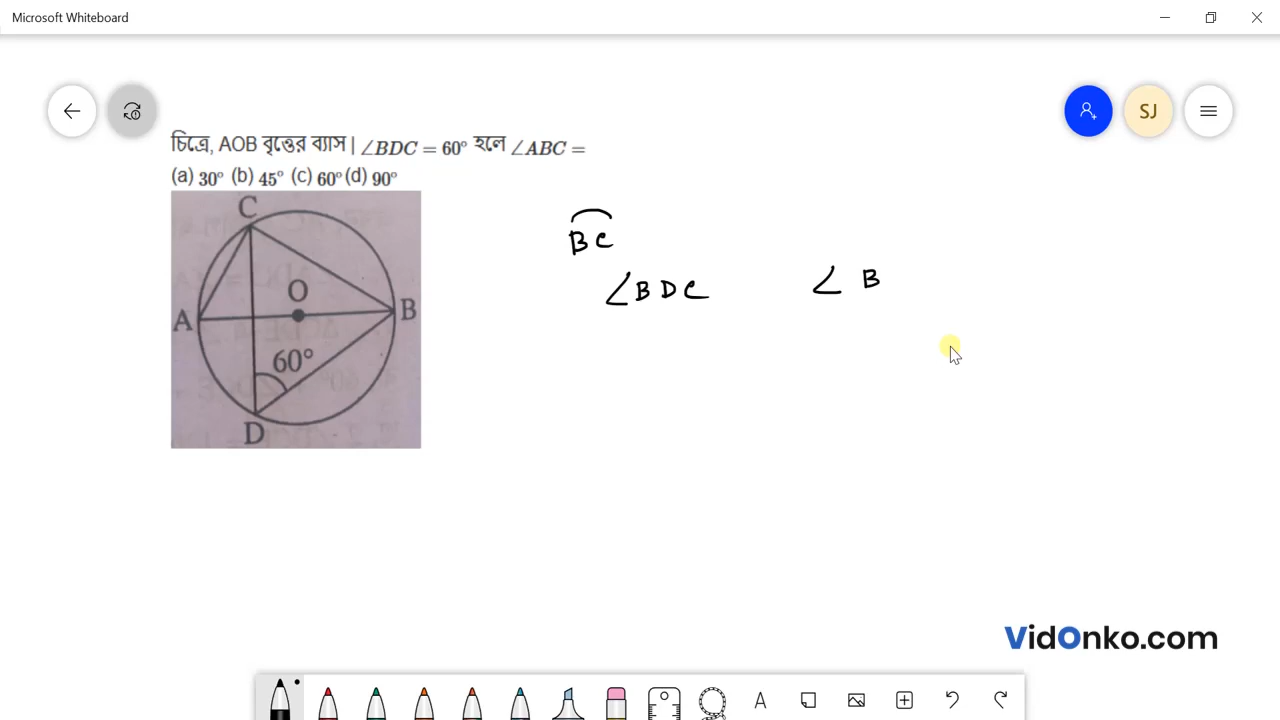 Microsoft Whiteboard
SJ
চিত্রে, AOB বৃত্তের ব্যাস | ∠BDC = 60° হলে ∠ABC =
(a) 30° (b) 45° (c) 60° (d) 90°
C
O
A
B
60°
D
BC
∠BDC ∠ B
VidOnko.com
A